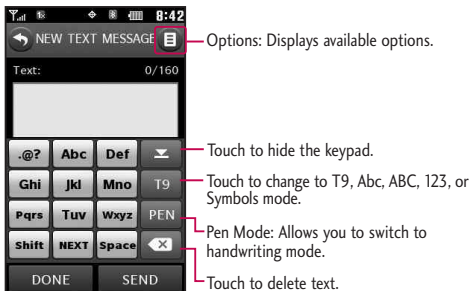 8:42
NEW TEXT MESSAGE
Options: Displays available options.
Text: 0/160
.@? Abc Def
Touch to hide the keypad.
Ghi Jkl Mno T9
Touch to change to T9, Abc, ABC, 123, or
Symbols mode.
Pqrs Tuv Wxyz PEN
Pen Mode: Allows you to switch to
handwriting mode.
Shift NEXT Space
Touch to delete text.
DONE SEND